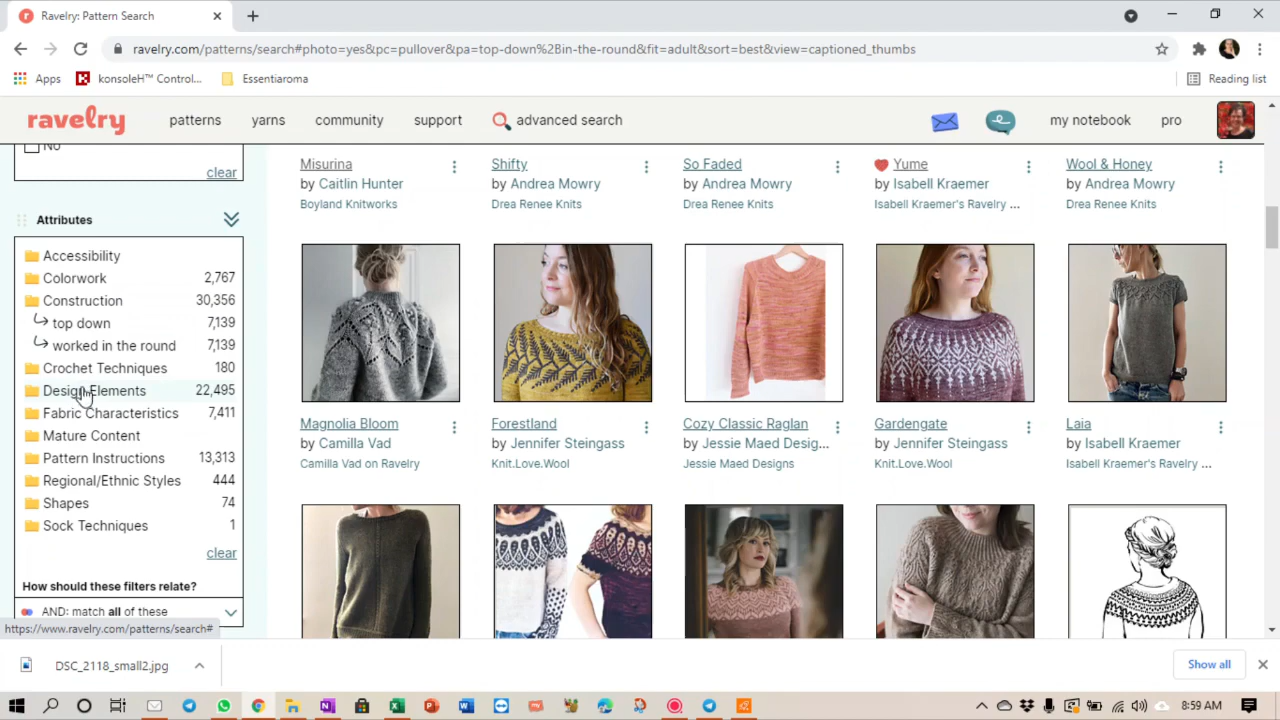 Ravelry: Pattern Search
ravelry.com/patterns/search#photo=yes&pc=pullover&pa=top-down%2Bin-the-round&fit=adult&sort=best&view=captioned_thumbs
Apps konsoleH™ Control... Essentiaroma Reading list
ravelry patterns yarns community support advanced search my notebook pro
No
clear
Attributes
Accessibility
Colorwork 2,767
Construction 30,356
top down 7,139
worked in the round 7,139
Crochet Techniques 180
Design Elements 22,495
Fabric Characteristics 7,411
Mature Content
Pattern Instructions 13,313
Regional/Ethnic Styles 444
Shapes 74
Sock Techniques 1
clear
How should these filters relate?
AND: match all of these
https://www.ravelry.com/patterns/search#
Misurina
by Caitlin Hunter
Boyland Knitworks
Shifty
by Andrea Mowry
Drea Renee Knits
So Faded
by Andrea Mowry
Drea Renee Knits
Yume
by Isabell Kraemer
Isabell Kraemer's Ravelry ...
Wool & Honey
by Andrea Mowry
Drea Renee Knits
Magnolia Bloom
by Camilla Vad
Camilla Vad on Ravelry
Forestland
by Jennifer Steingass
Knit.Love.Wool
Cozy Classic Raglan
by Jessie Maed Desig...
Jessie Maed Designs
Gardengate
by Jennifer Steingass
Knit.Love.Wool
Laia
by Isabell Kraemer
Isabell Kraemer's Ravelry ...
DSC_2118_small2.jpg
Show all
8:59 AM